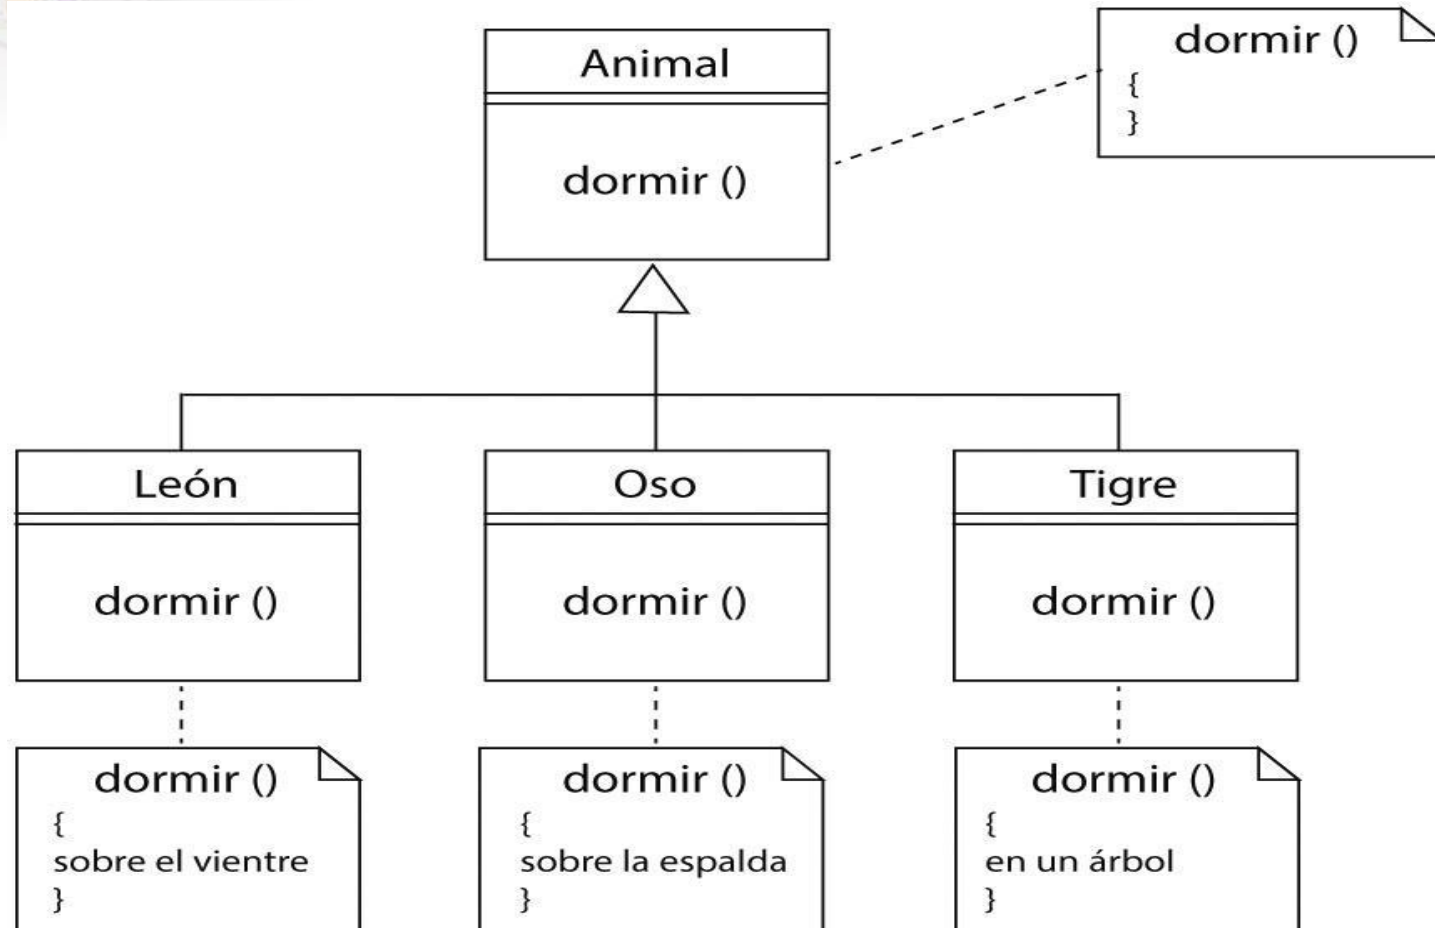 Animal
dormir ()
dormir ()
{
}
León
dormir ()
Oso
dormir ()
Tigre
dormir ()
dormir ()
{
sobre el vientre
}
dormir ()
{
sobre la espalda
}
dormir ()
{
en un árbol
}